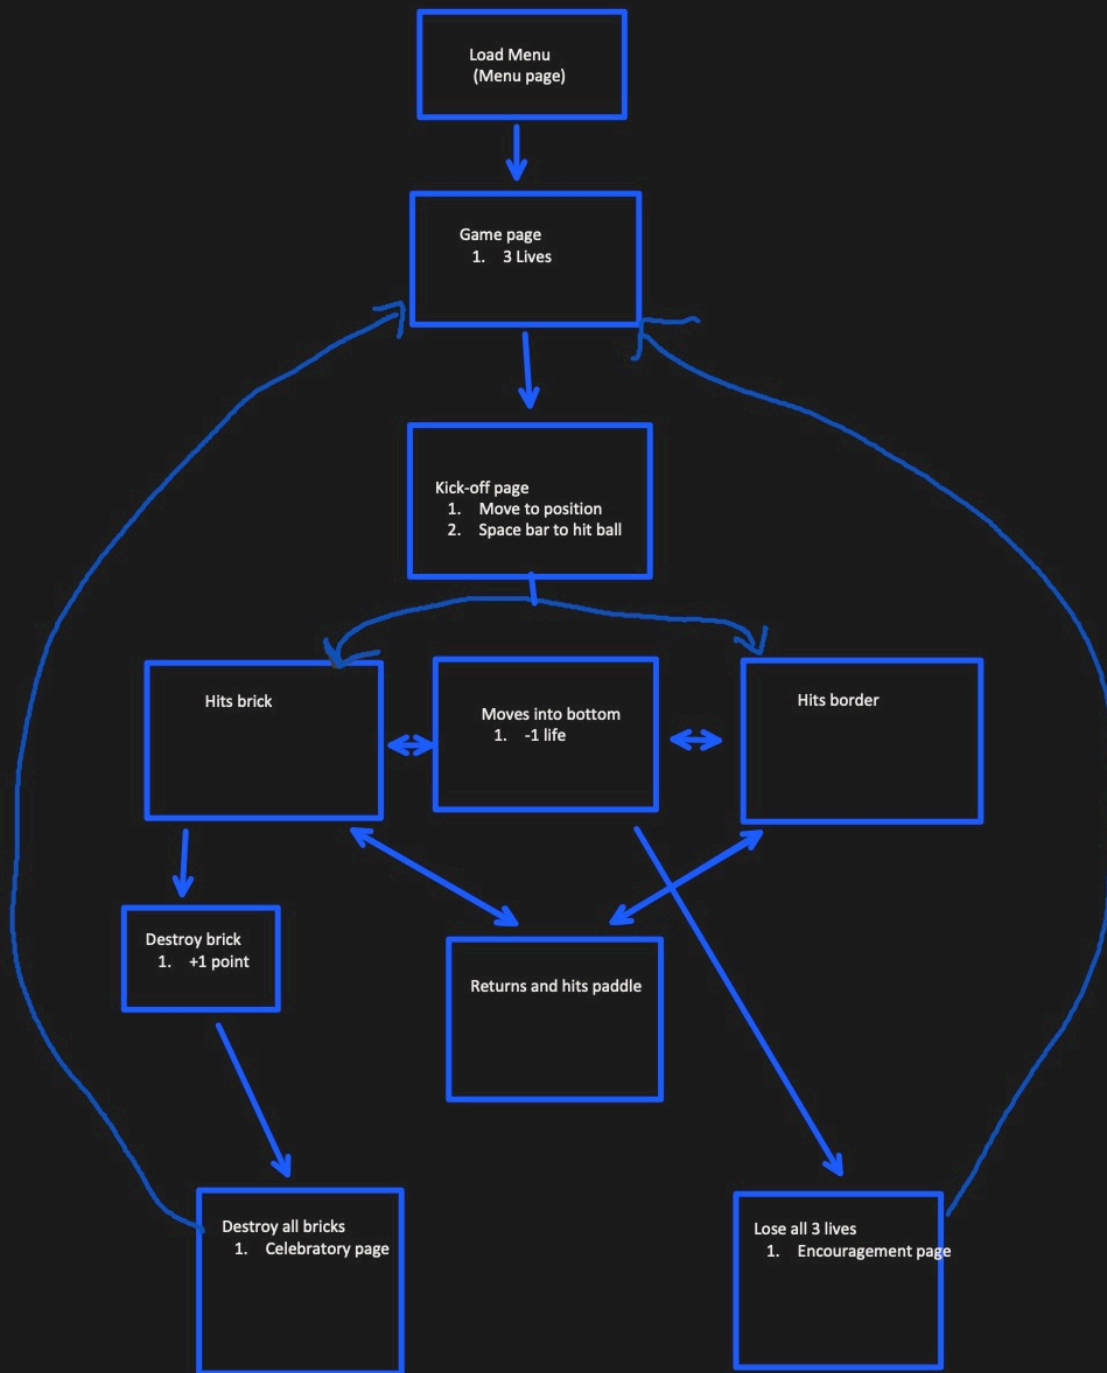 Load Menu
(Menu page)
Game page
1. 3 Lives
Kick-off page
1. Move to position
2. Space bar to hit ball
Hits brick
Moves into bottom
1. -1 life
Hits border
Destroy brick
1. +1 point
Returns and hits paddle
Destroy all bricks
1. Celebratory page
Lose all 3 lives
1. Encouragement page